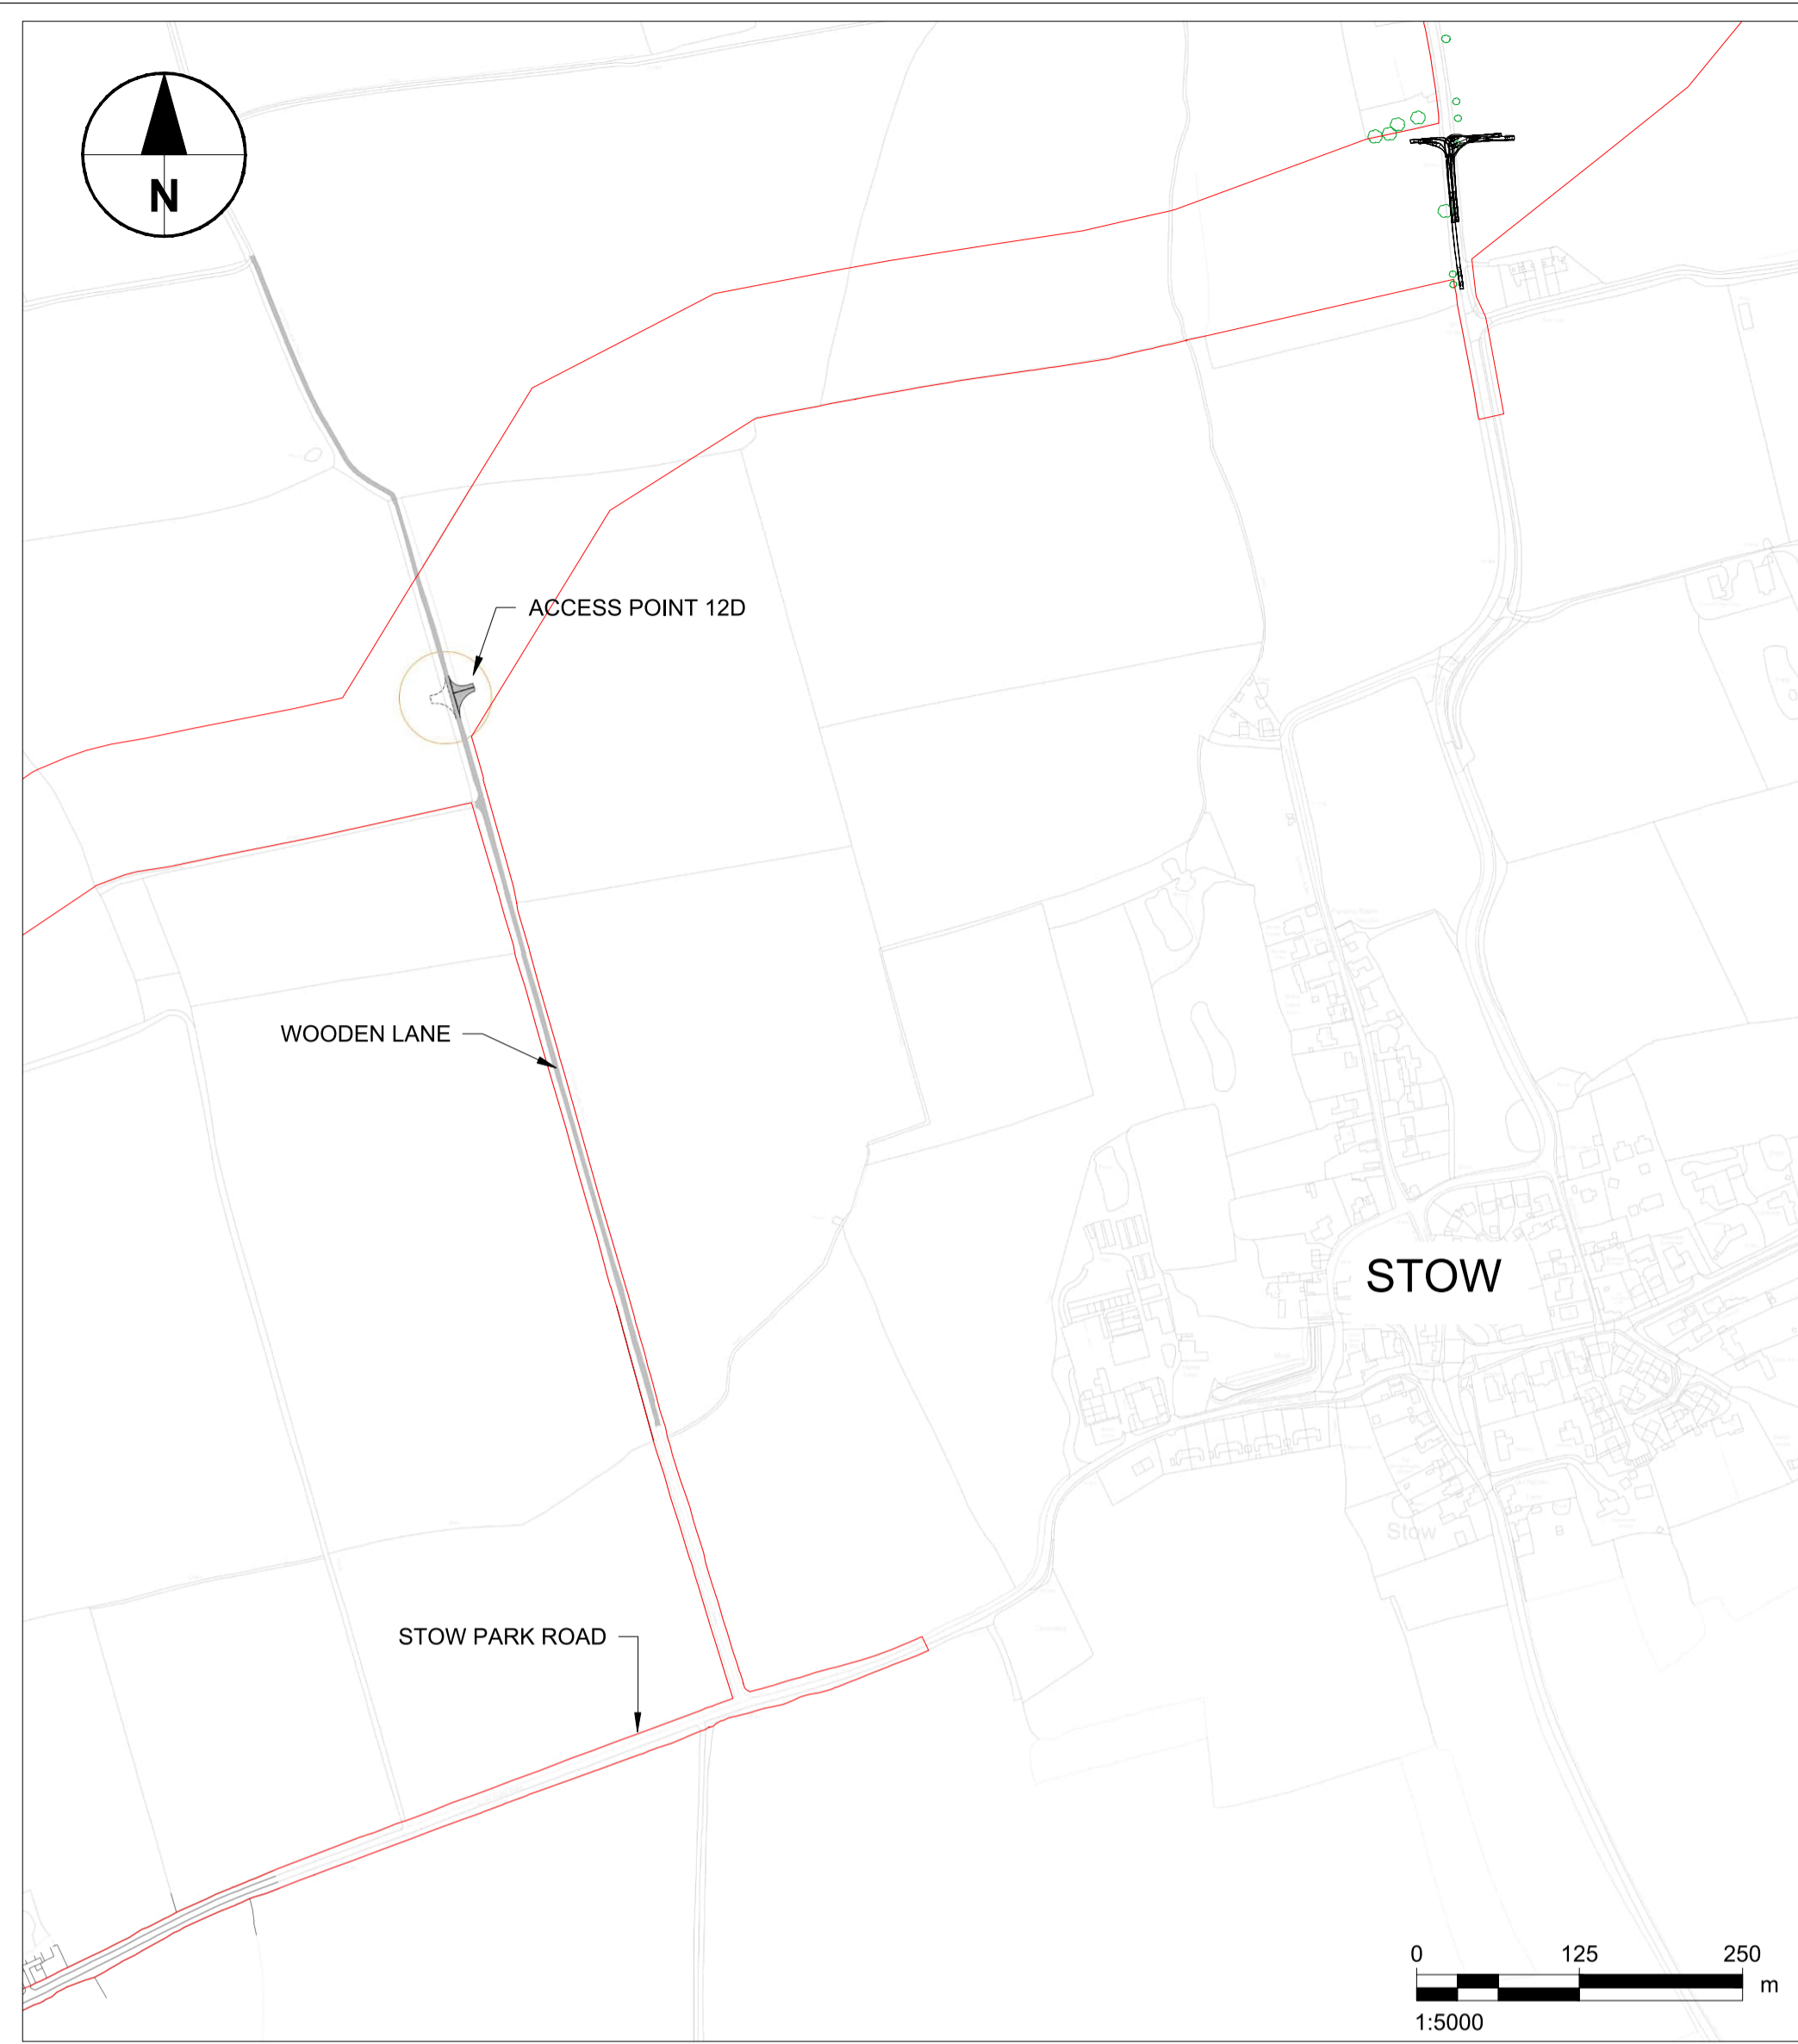 N
ACCESS POINT 12D
WOODEN LANE
STOW
Stow
STOW PARK ROAD
0 125 250
m
1:5000